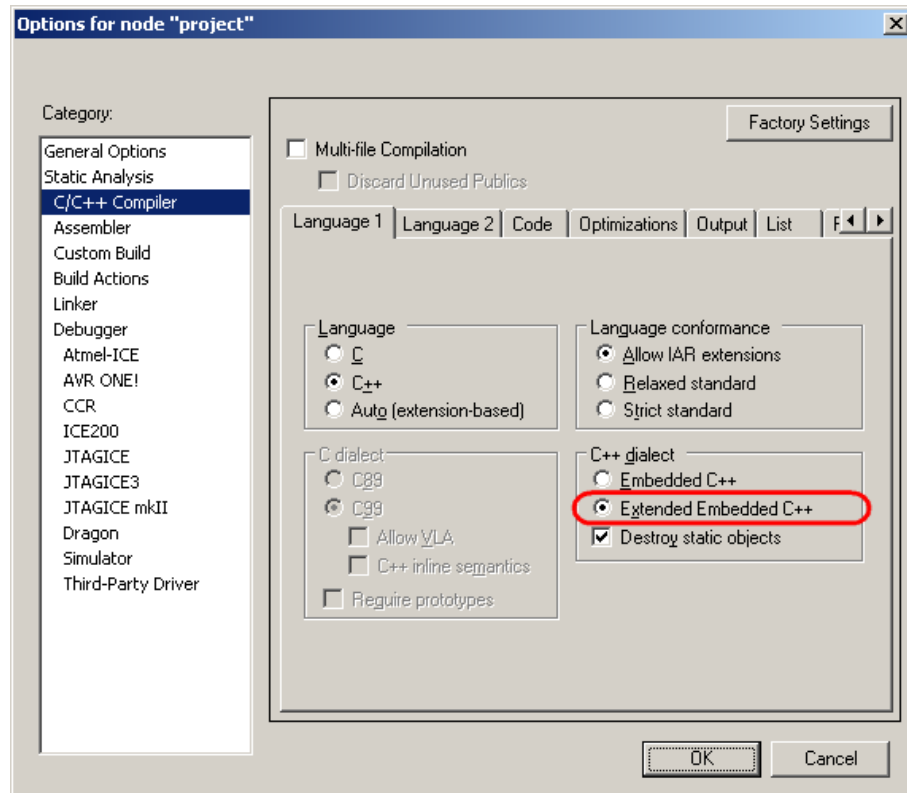 Options for node "project"
Category:
General Options
Static Analysis
C/C++ Compiler
Assembler
Custom Build
Build Actions
Linker
Debugger
Atmel-ICE
AVR ONE!
CCR
ICE200
JTAGICE
JTAGICE3
JTAGICE mkII
Dragon
Simulator
Third-Party Driver
Factory Settings
Multi-file Compilation
Discard Unused Publics
Language 1 Language 2 Code Optimizations Output List
Language
C
C++
Auto (extension-based)
Language conformance
Allow IAR extensions
Relaxed standard
Strict standard
C dialect
C89
C99
Allow VLA
C++ inline semantics
Require prototypes
C++ dialect
Embedded C++
Extended Embedded C++
Destroy static objects
OK Cancel